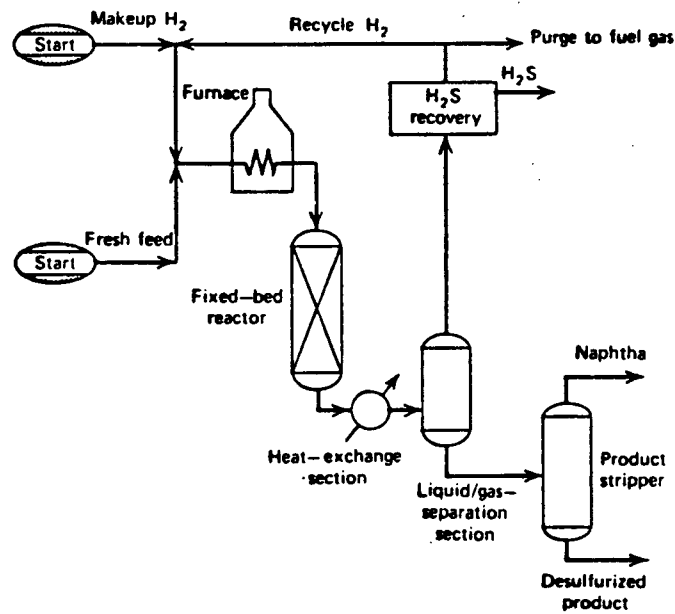 Makeup H₂
Recycle H₂
Start
Purge to fuel gas
H₂S
Furnace
H₂S
recovery
Fresh feed
Start
Fixed-bed
reactor
Naphtha
Heat-exchange
section
Liquid/gas-
separation
section
Product
stripper
Desulfurized
product